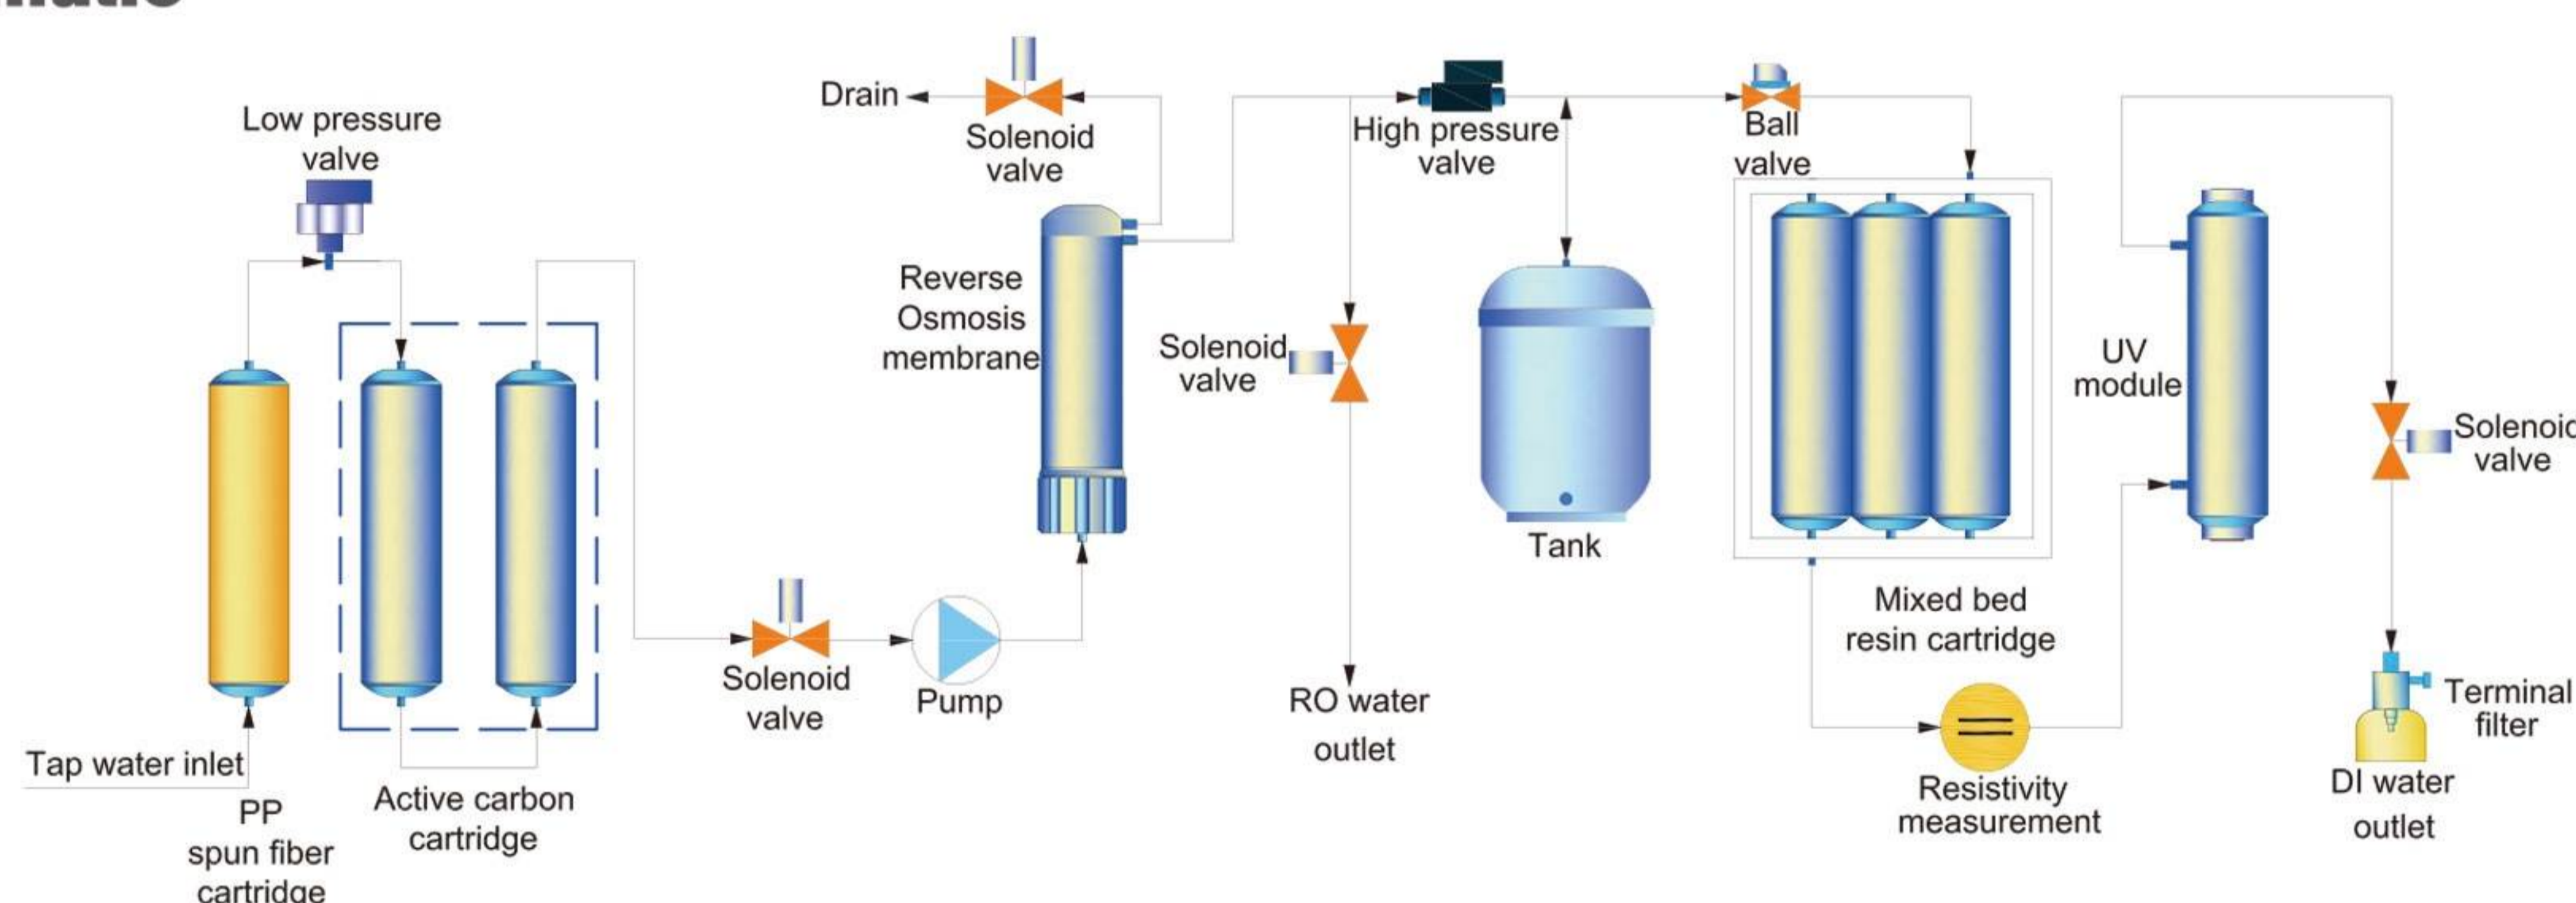 Drain
Solenoid
valve
Low pressure
valve
High pressure
valve
Ball
valve
Reverse
Osmosis
membrane
Solenoid
valve
UV
module
Solenoid
valve
Tank
Mixed bed
resin cartridge
Solenoid
valve
Pump
RO water
outlet
Terminal
filter
Tap water inlet
Active carbon
cartridge
PP
spun fiber
cartridge
Resistivity
measurement
DI water
outlet